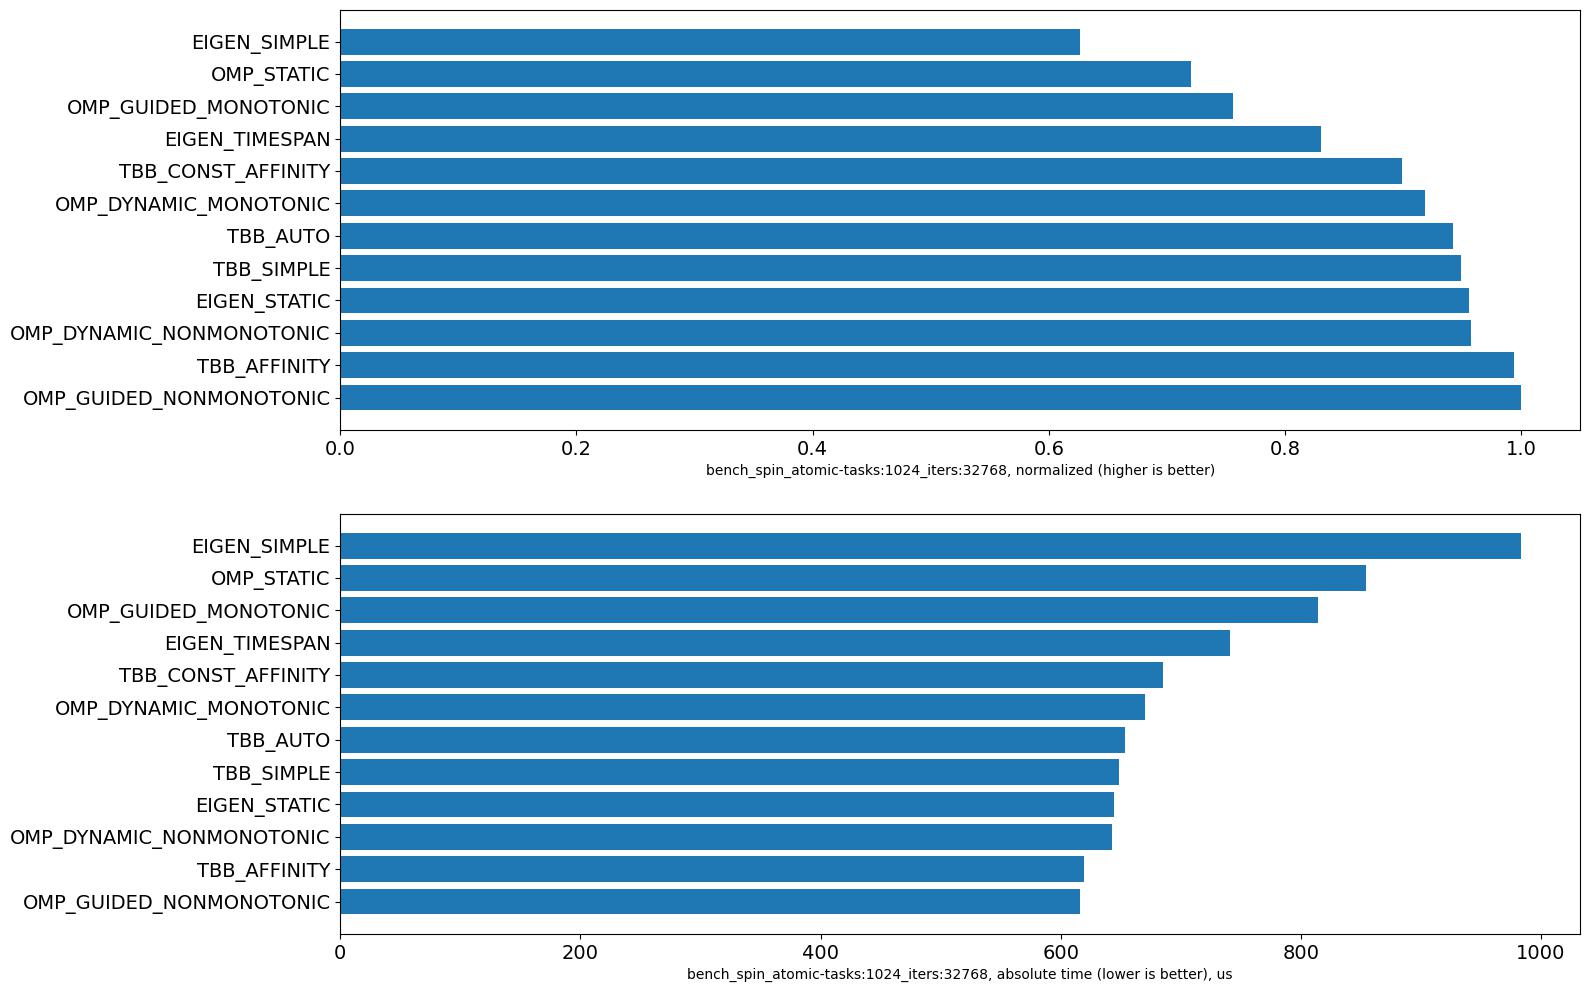 EIGEN_SIMPLE
OMP_STATIC
OMP_GUIDED_MONOTONIC
EIGEN_TIMESPAN
TBB_CONST_AFFINITY
OMP_DYNAMIC_MONOTONIC
TBB_AUTO
TBB_SIMPLE
EIGEN_STATIC
OMP_DYNAMIC_NONMONOTONIC
TBB_AFFINITY
OMP_GUIDED_NONMONOTONIC
0.0 0.2 0.4 0.6 0.8 1.0
bench_spin_atomic-tasks:1024_iters:32768, normalized (higher is better)
EIGEN_SIMPLE
OMP_STATIC
OMP_GUIDED_MONOTONIC
EIGEN_TIMESPAN
TBB_CONST_AFFINITY
OMP_DYNAMIC_MONOTONIC
TBB_AUTO
TBB_SIMPLE
EIGEN_STATIC
OMP_DYNAMIC_NONMONOTONIC
TBB_AFFINITY
OMP_GUIDED_NONMONOTONIC
0 200 400 600 800 1000
bench_spin_atomic-tasks:1024_iters:32768, absolute time (lower is better), us